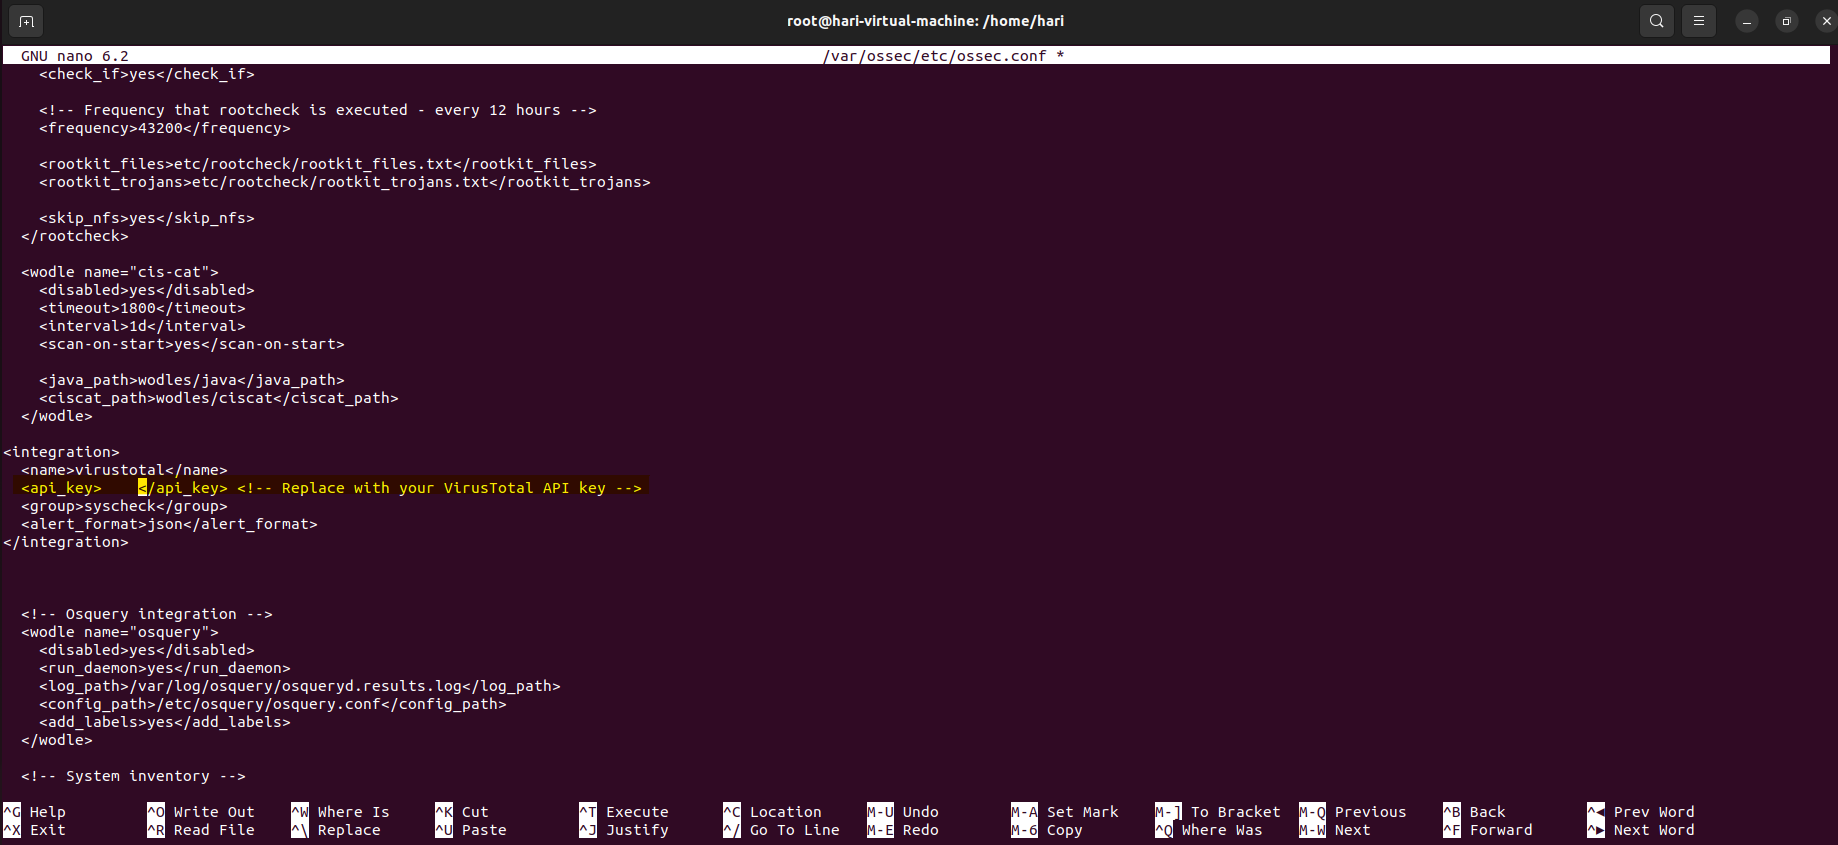 root@hari-virtual-machine: /home/hari
GNU nano 6.2 /var/ossec/etc/ossec.conf *
<check_if>yes</check_if>
<!-- Frequency that rootcheck is executed - every 12 hours -->
<frequency>43200</frequency>
<rootkit_files>etc/rootcheck/rootkit_files.txt</rootkit_files>
<rootkit_trojans>etc/rootcheck/rootkit_trojans.txt</rootkit_trojans>
<skip_nfs>yes</skip_nfs>
</rootcheck>
<wodle name="cis-cat">
<disabled>yes</disabled>
<timeout>1800</timeout>
<interval>1d</interval>
<scan-on-start>yes</scan-on-start>
<java_path>wodles/java</java_path>
<ciscat_path>wodles/ciscat</ciscat_path>
</wodle>
<integration>
<name>virustotal</name>
<api_key>    </api_key> <!-- Replace with your VirusTotal API key -->
<group>syscheck</group>
<alert_format>json</alert_format>
</integration>
<!-- Osquery integration -->
<wodle name="osquery">
<disabled>yes</disabled>
<run_daemon>yes</run_daemon>
<log_path>/var/log/osquery/osqueryd.results.log</log_path>
<config_path>/etc/osquery/osquery.conf</config_path>
<add_labels>yes</add_labels>
</wodle>
<!-- System inventory -->
^G Help ^O Write Out ^W Where Is ^K Cut ^T Execute ^C Location M-U Undo M-A Set Mark M-] To Bracket M-Q Previous ^B Back ^◀ Prev Word
^X Exit ^R Read File ^\ Replace ^U Paste ^J Justify ^/ Go To Line M-E Redo M-6 Copy ^Q Where Was M-W Next ^F Forward ^▶ Next Word